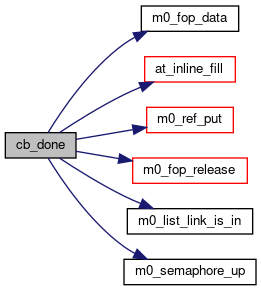 m0_fop_data
at_inline_fill
m0_ref_put
cb_done
m0_fop_release
m0_list_link_is_in
m0_semaphore_up